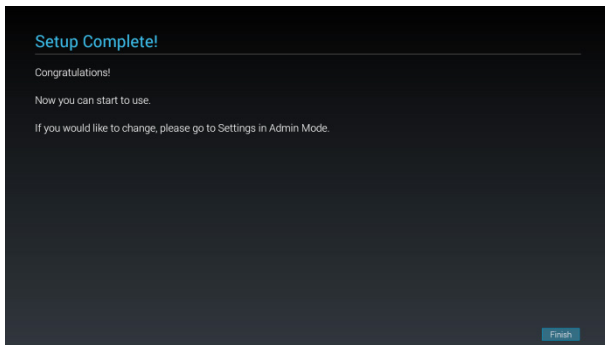 Setup Complete!
Congratulations!
Now you can start to use.
If you would like to change, please go to Settings in Admin Mode.
Finish